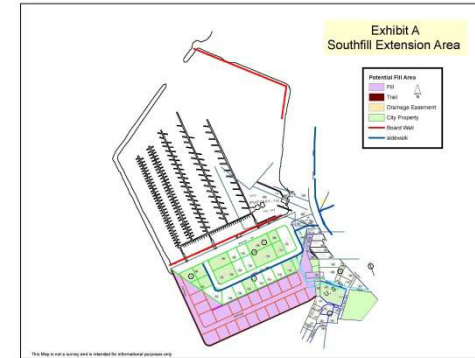 Exhibit A
Southfill Extension Area
Potential Fill Area
Fill
Trail
Drainage Easement
City Property
Board Wall
sidewalk
U.S.
This Map is not a survey and is intended for informational purposes only